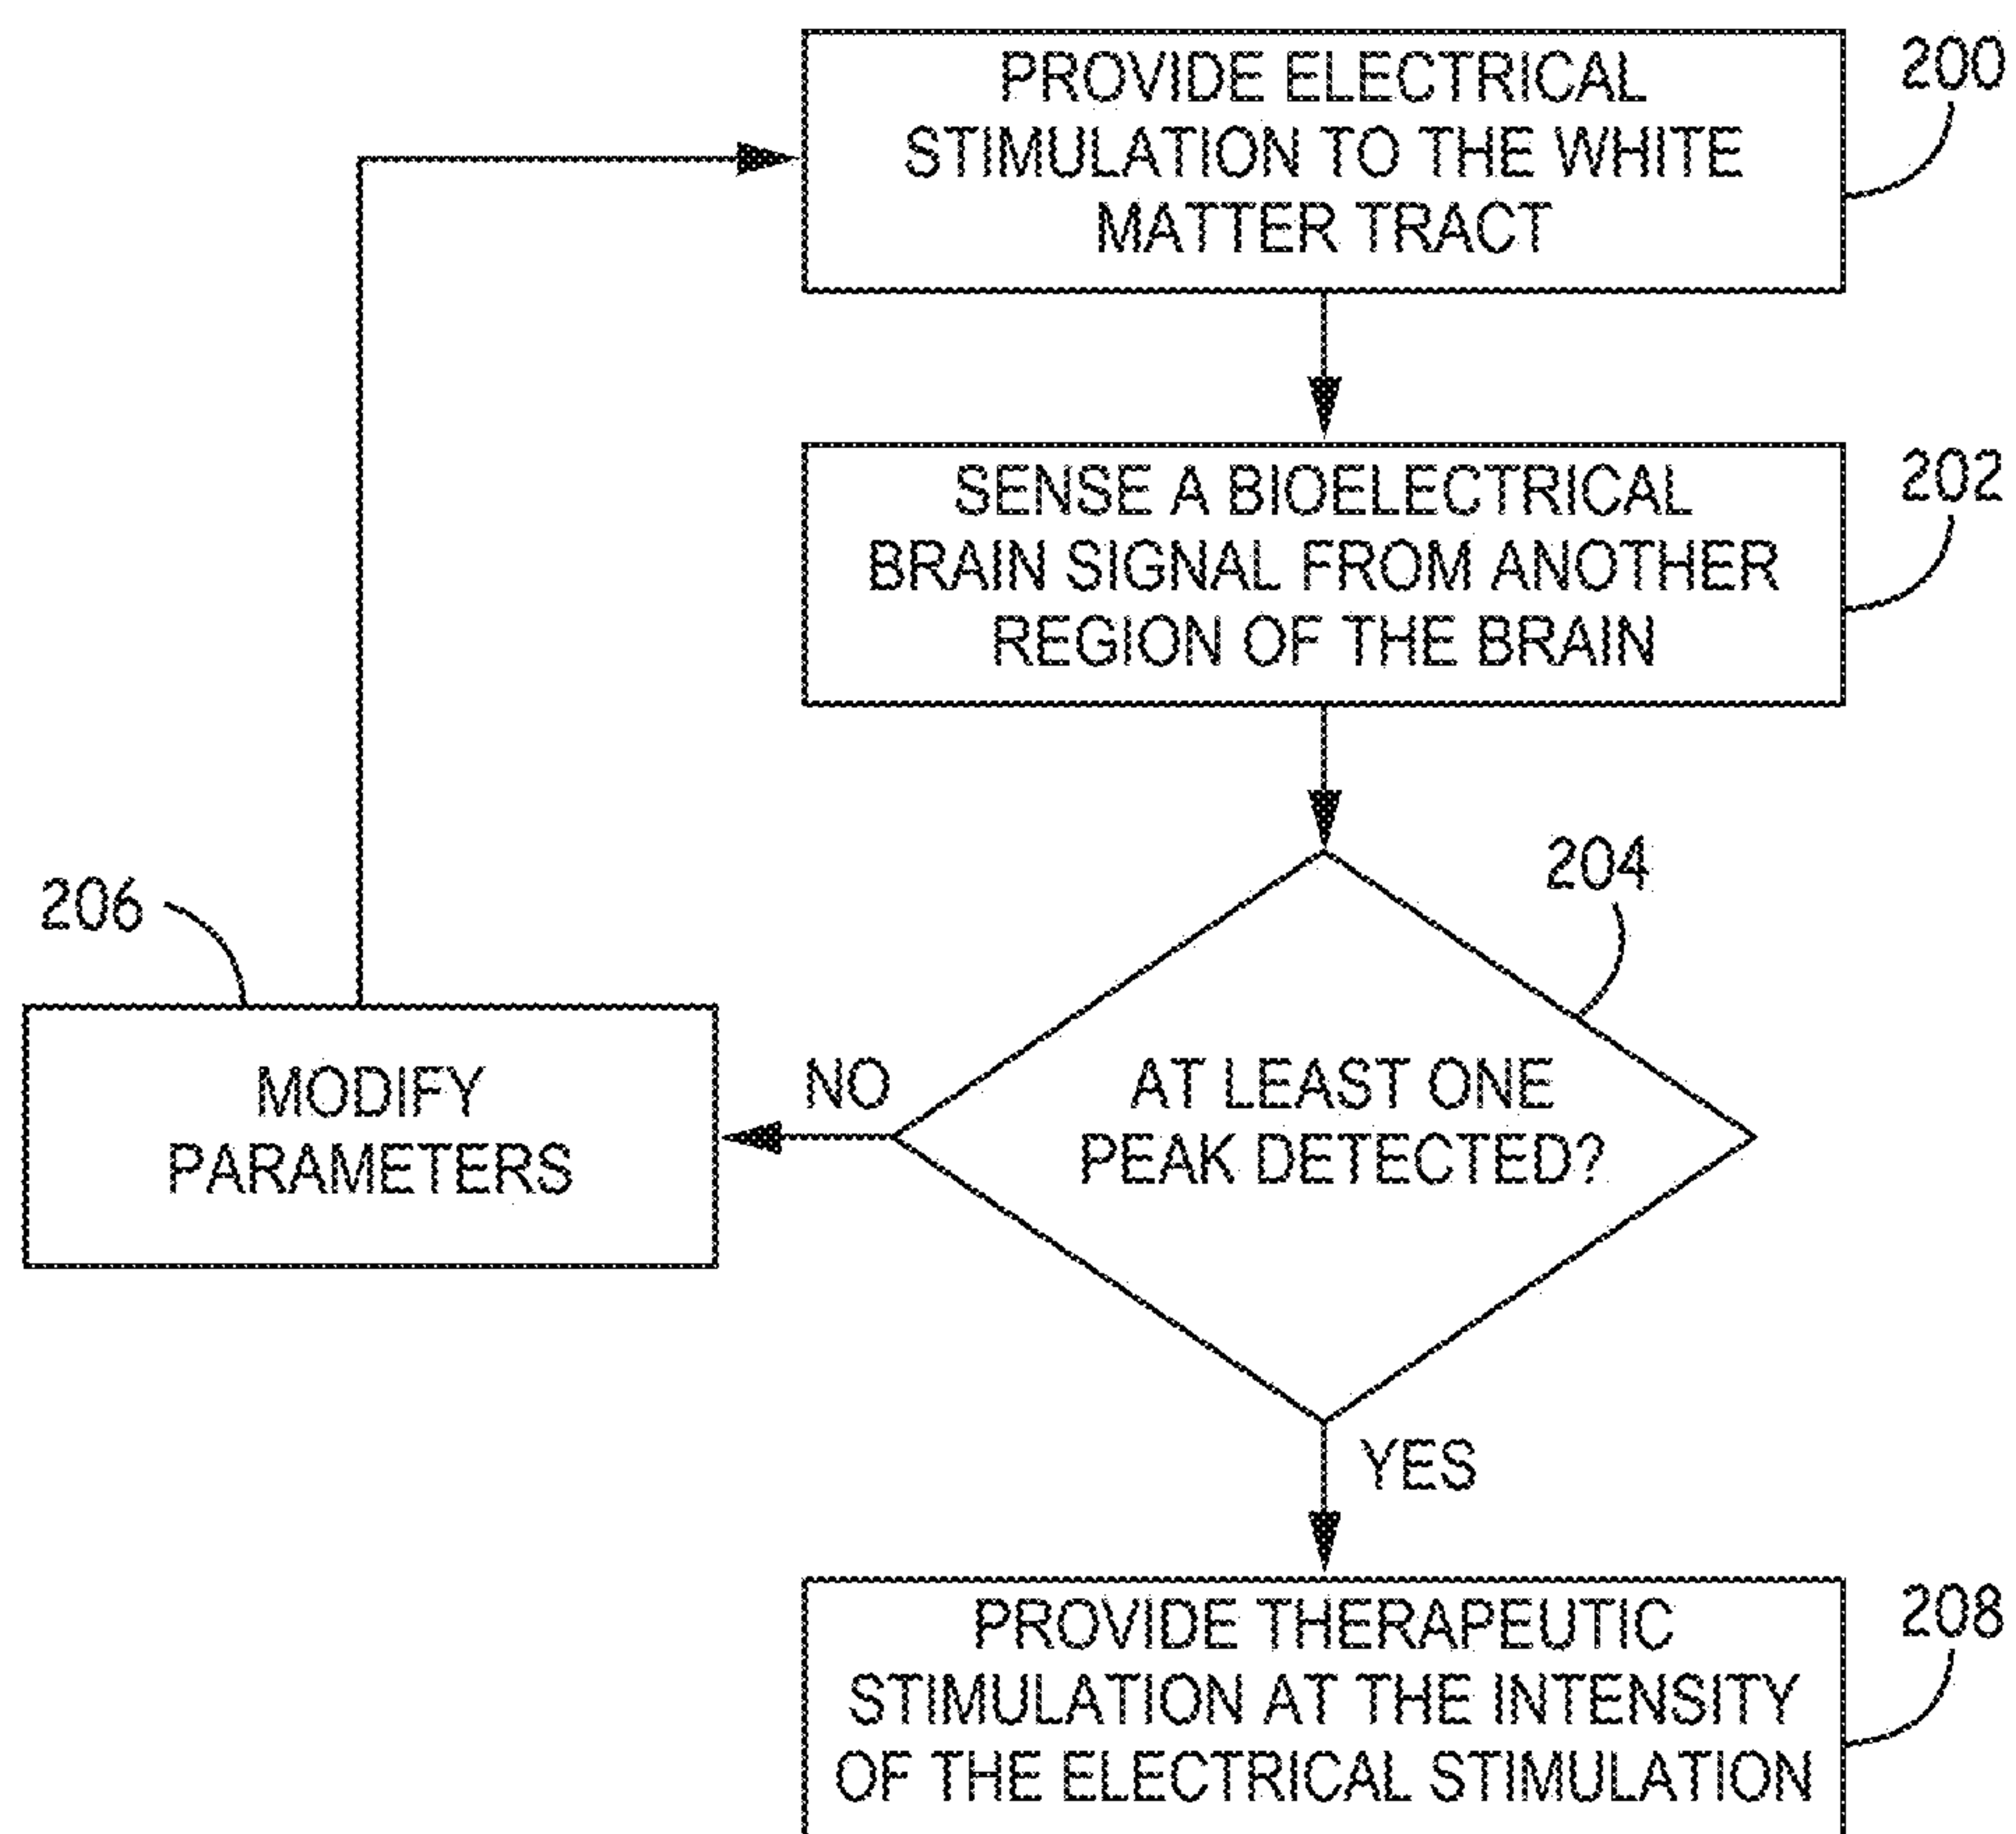 PROVIDE ELECTRICAL
STIMULATION TO THE WHITE
MATTER TRACT
200
SENSE A BIOELECTRICAL
BRAIN SIGNAL FROM ANOTHER
REGION OF THE BRAIN
202
204
206
AT LEAST ONE
PEAK DETECTED?
NO
MODIFY
PARAMETERS
YES
PROVIDE THERAPEUTIC
STIMULATION AT THE INTENSITY
OF THE ELECTRICAL STIMULATION
208